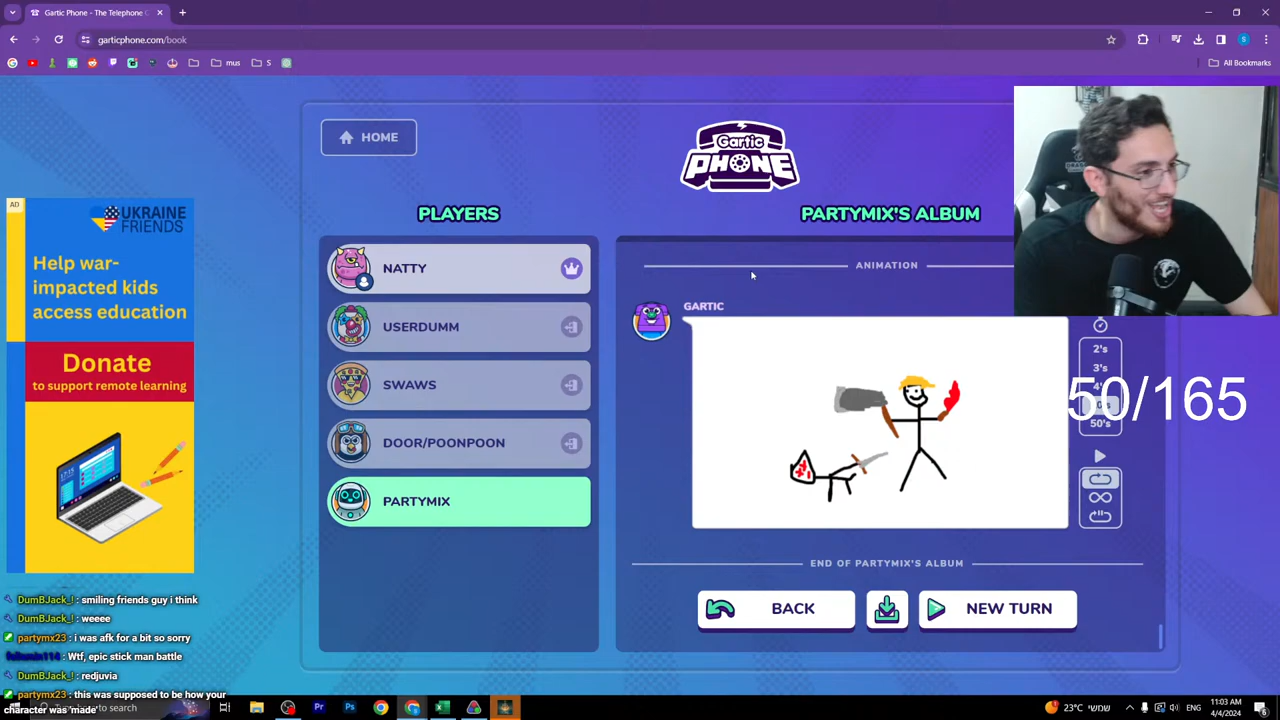 Gartic Phone - The Telephone G
garticphone.com/book
mus
S
All Bookmarks
HOME
Gartic
PHONE
PLAYERS
PARTYMIX'S ALBUM
AD
UKRAINE
FRIENDS
Help war-
impacted kids
access education
Donate
to support remote learning
NATTY
USERDUMM
SWAWS
DOOR/POONPOON
PARTYMIX
ANIMATION
GARTIC
2's
3's
50/165
50's
END OF PARTYMIX'S ALBUM
BACK
NEW TURN
DumBJack_!: smiling friends guy i think
DumBJack_!: weeee
partymx23: i was afk for a bit so sorry
: Wtf, epic stick man battle
DumBJack_!: redjuvia
partymx23: this was supposed to be how your
character was 'made'
to search
Pr
Ps
23°C שמשי
ENG
11:03 AM
4/4/2024
6